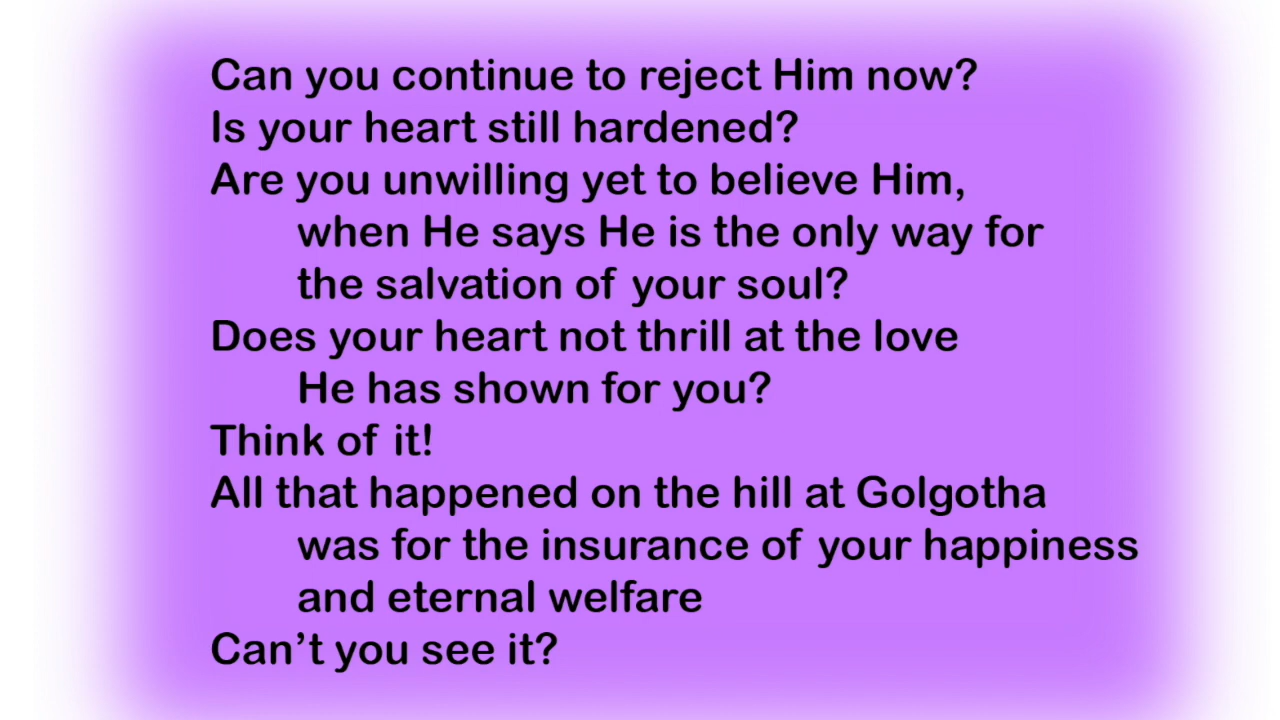 Can you continue to reject Him now?
Is your heart still hardened?
Are you unwilling yet to believe Him,
when He says He is the only way for
the salvation of your soul?
Does your heart not thrill at the love
He has shown for you?
Think of it!
All that happened on the hill at Golgotha
was for the insurance of your happiness
and eternal welfare
Can’t you see it?